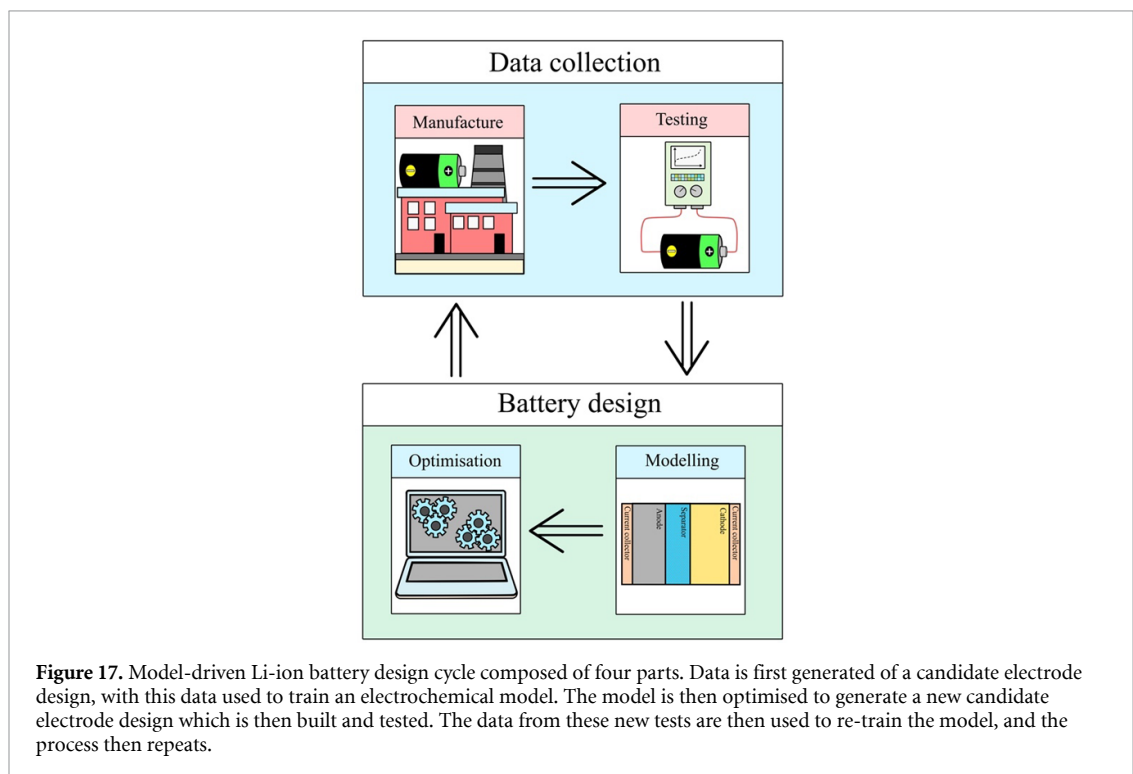 Data collection
Manufacture
Testing
Battery design
Optimisation
Modelling
Current collector
Anode
Separator
Cathode
Current collector
Figure 17. Model-driven Li-ion battery design cycle composed of four parts. Data is first generated of a candidate electrode
design, with this data used to train an electrochemical model. The model is then optimised to generate a new candidate
electrode design which is then built and tested. The data from these new tests are then used to re-train the model, and the
process then repeats.